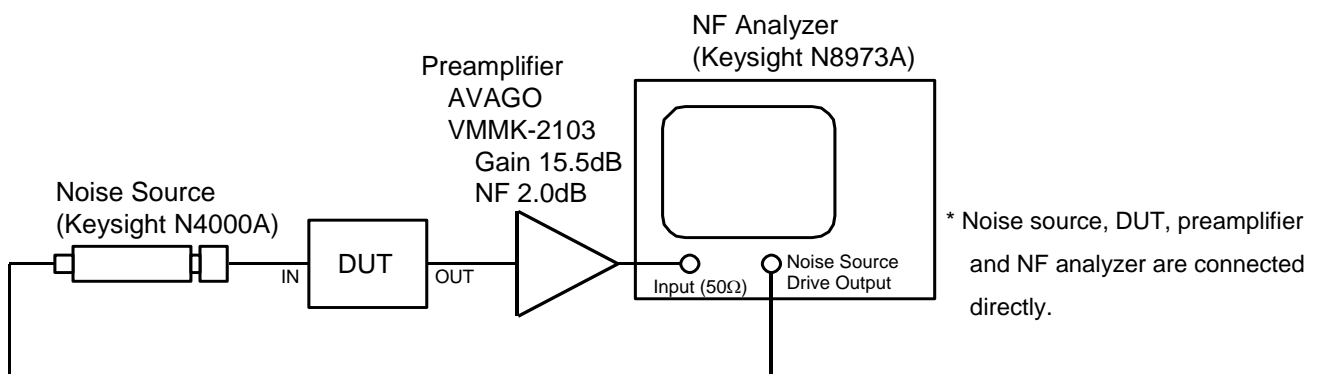 NF Analyzer
(Keysight N8973A)
Preamplifier
AVAGO
VMMK-2103
Gain 15.5dB
NF 2.0dB
Noise Source
(Keysight N4000A)
IN
DUT
OUT
Input (50Ω)
Noise Source
Drive Output
* Noise source, DUT, preamplifier
and NF analyzer are connected
directly.